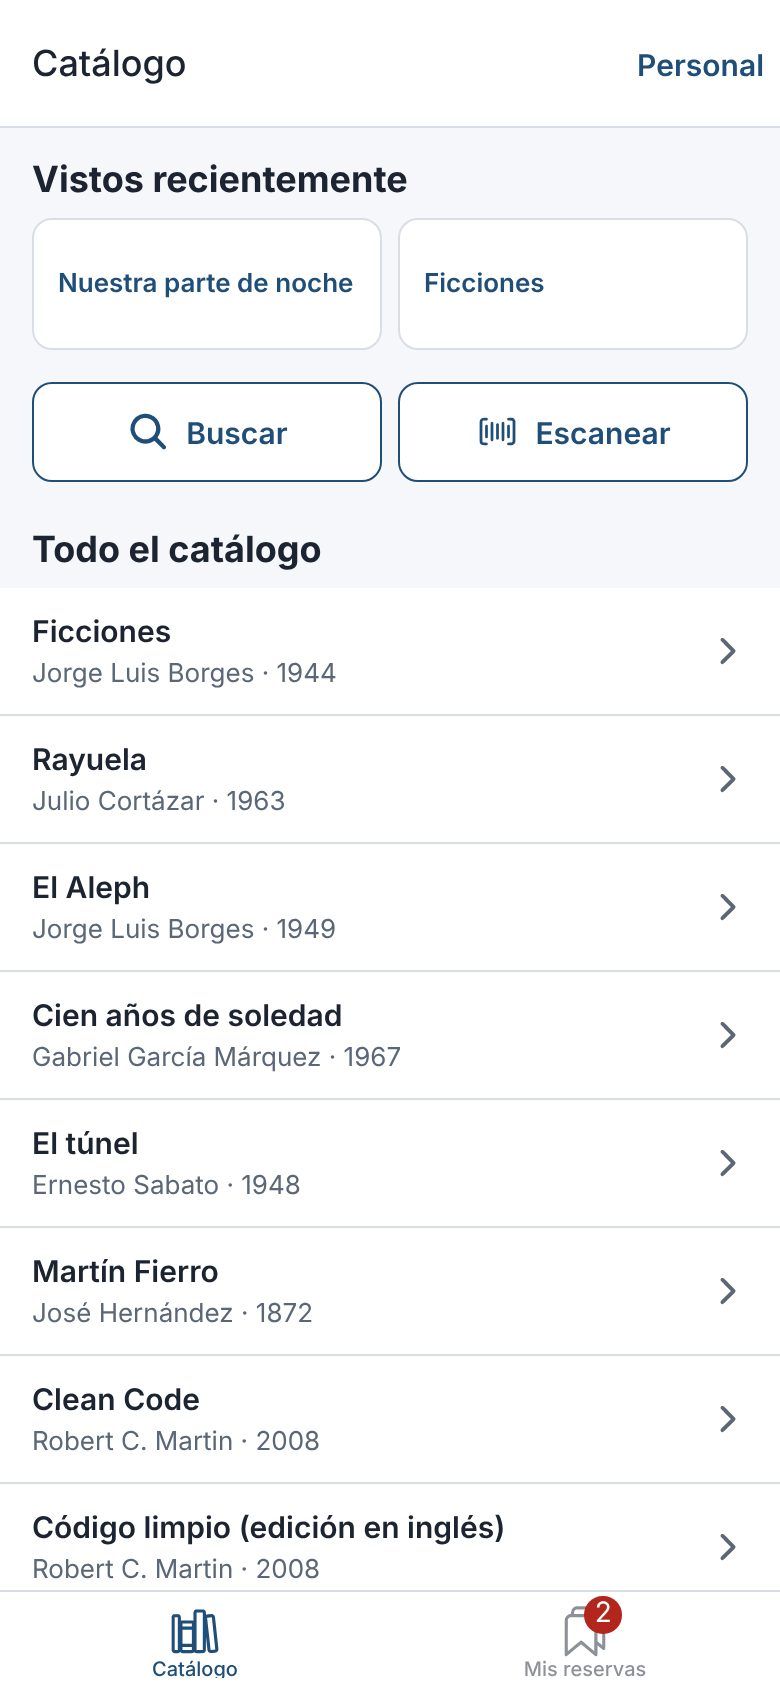 Catálogo
Personal
Vistos recientemente
Nuestra parte de noche
Ficciones
Buscar
Escanear
Todo el catálogo
Ficciones
Jorge Luis Borges · 1944
Rayuela
Julio Cortázar · 1963
El Aleph
Jorge Luis Borges · 1949
Cien años de soledad
Gabriel García Márquez · 1967
El túnel
Ernesto Sabato · 1948
Martín Fierro
José Hernández · 1872
Clean Code
Robert C. Martin · 2008
Código limpio (edición en inglés)
Robert C. Martin · 2008
2
Catálogo
Mis reservas